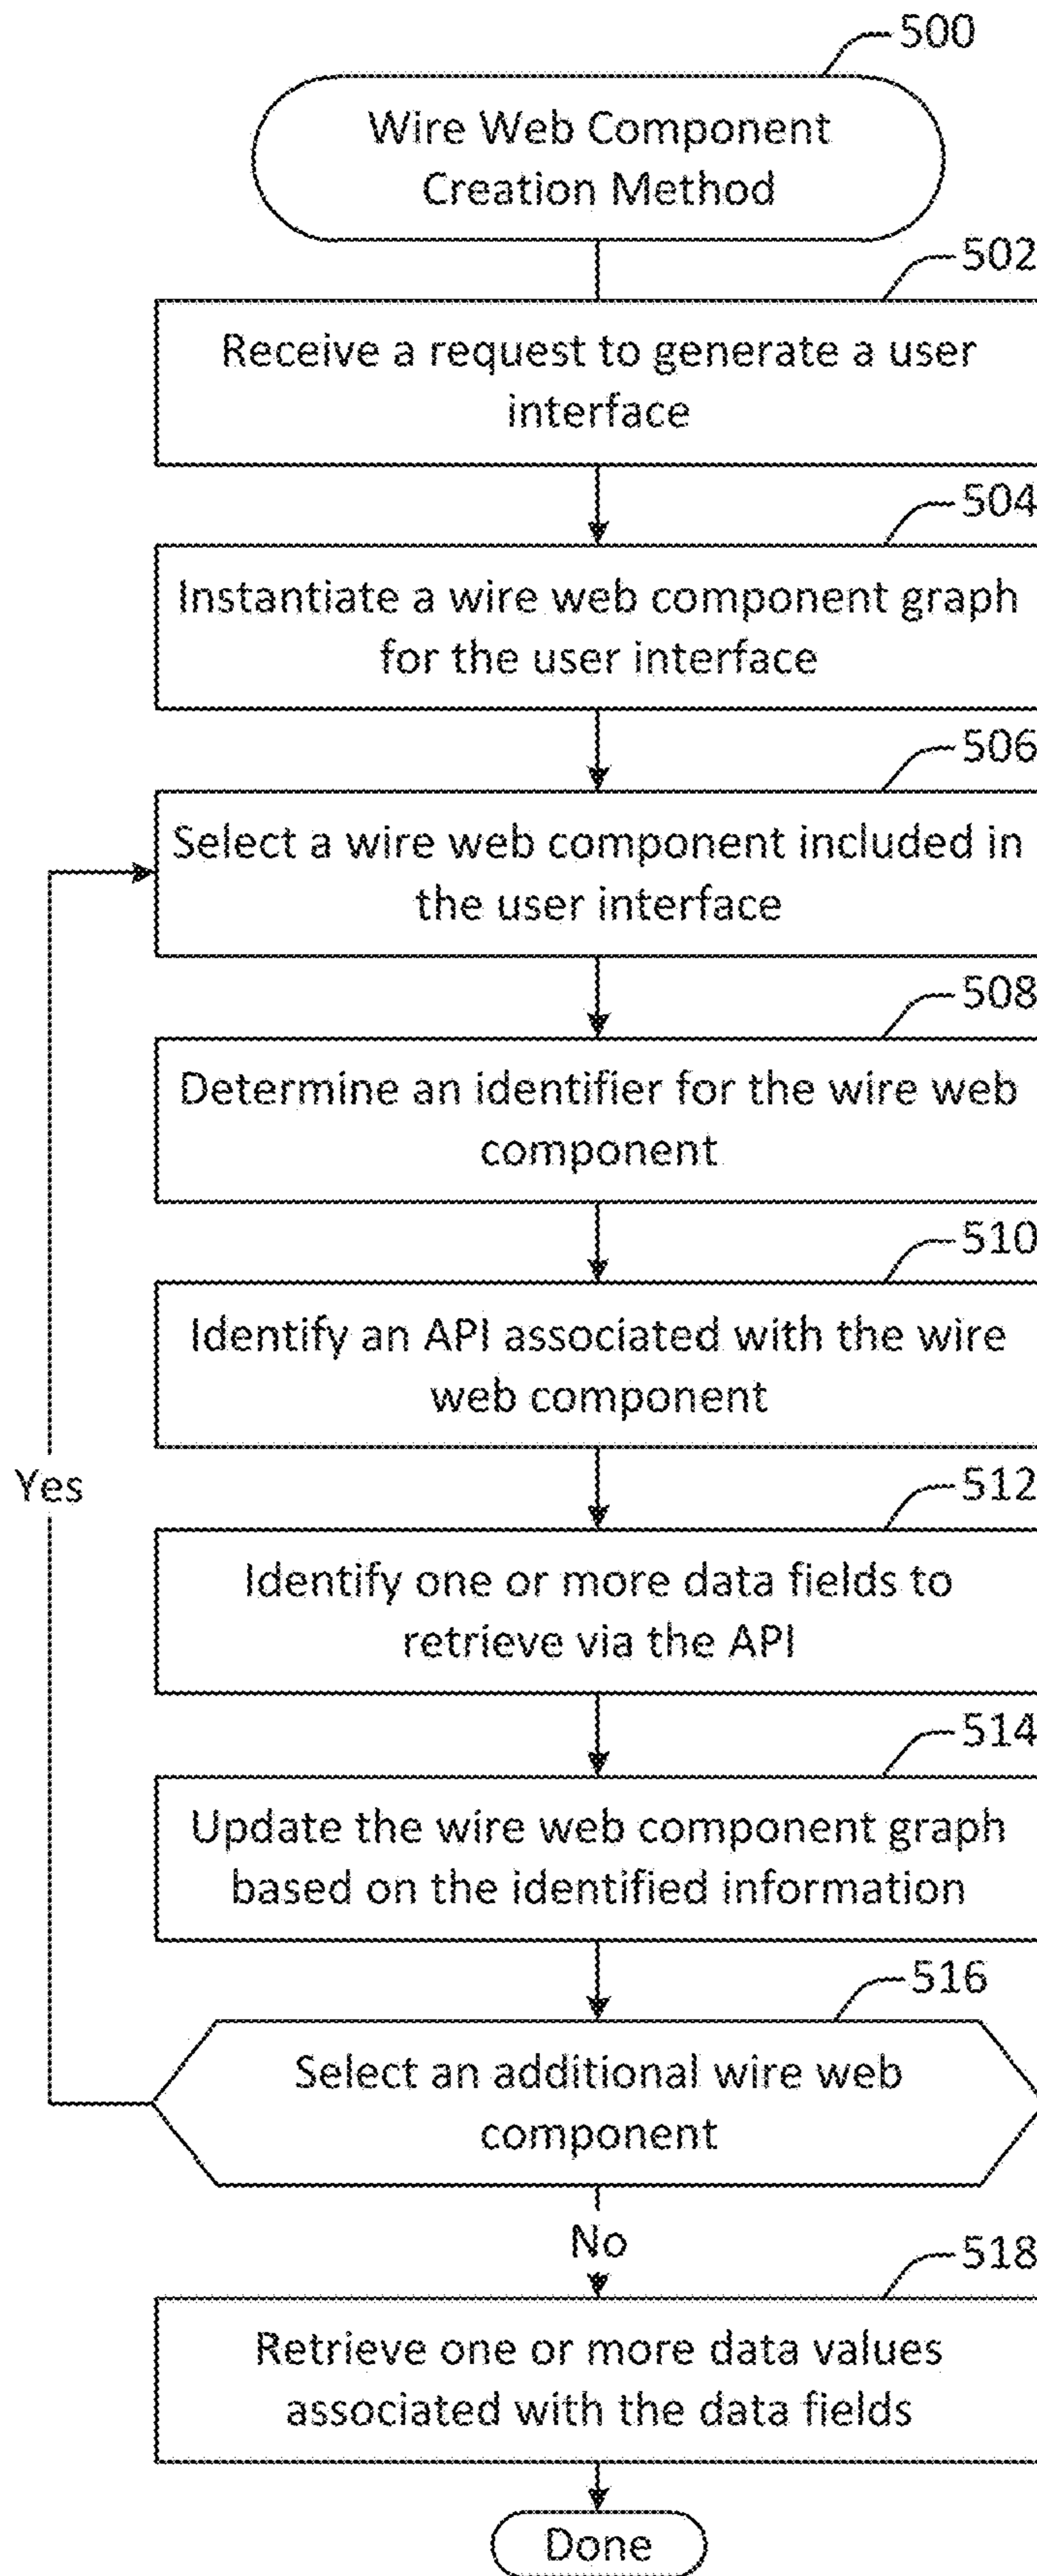 500
Wire Web Component
Creation Method
502
Receive a request to generate a user
interface
504
Instantiate a wire web component graph
for the user interface
506
Select a wire web component included in
the user interface
508
Determine an identifier for the wire web
component
510
Identify an API associated with the wire
web component
Yes
512
Identify one or more data fields to
retrieve via the API
514
Update the wire web component graph
based on the identified information
516
Select an additional wire web
component
No
518
Retrieve one or more data values
associated with the data fields
Done